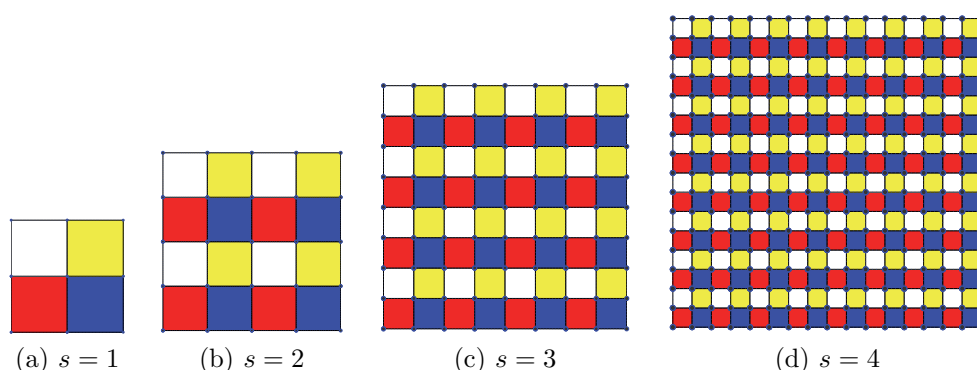 (a) s = 1
(b) s = 2
(c) s = 3
(d) s = 4